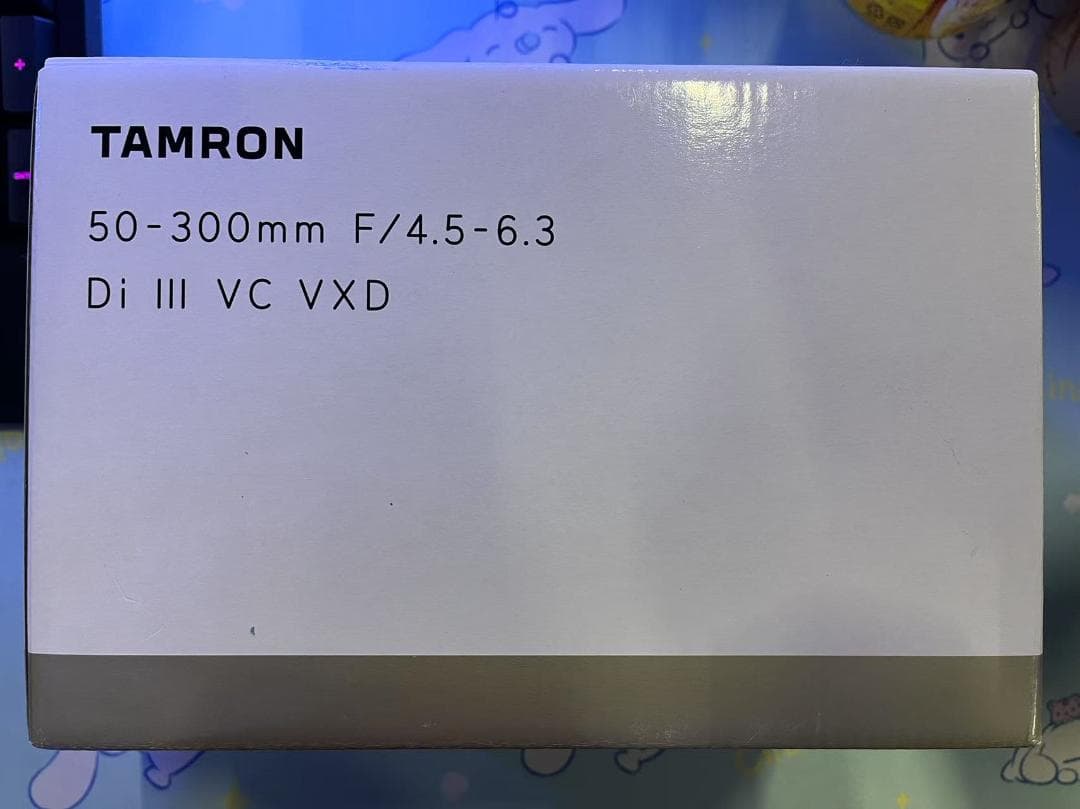 TAMRON
50-300mm F/4.5-6.3
Di III VC VXD